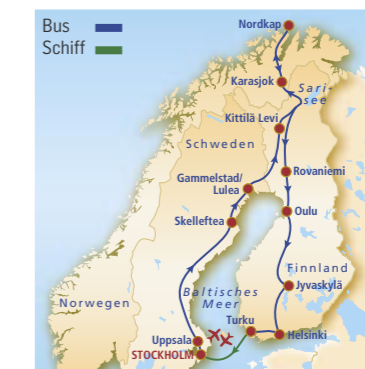 Bus
Schiff
Nordkap
Karasjok
Sari-
see
Kittilä Levi
Schweden
Gammelstad/
Lulea
Rovaniemi
Skelleftea
Oulu
Finnland
Baltisches
Meer
Jyvaskylä
Norwegen
Turku
Uppsala
Helsinki
STOCKHOLM